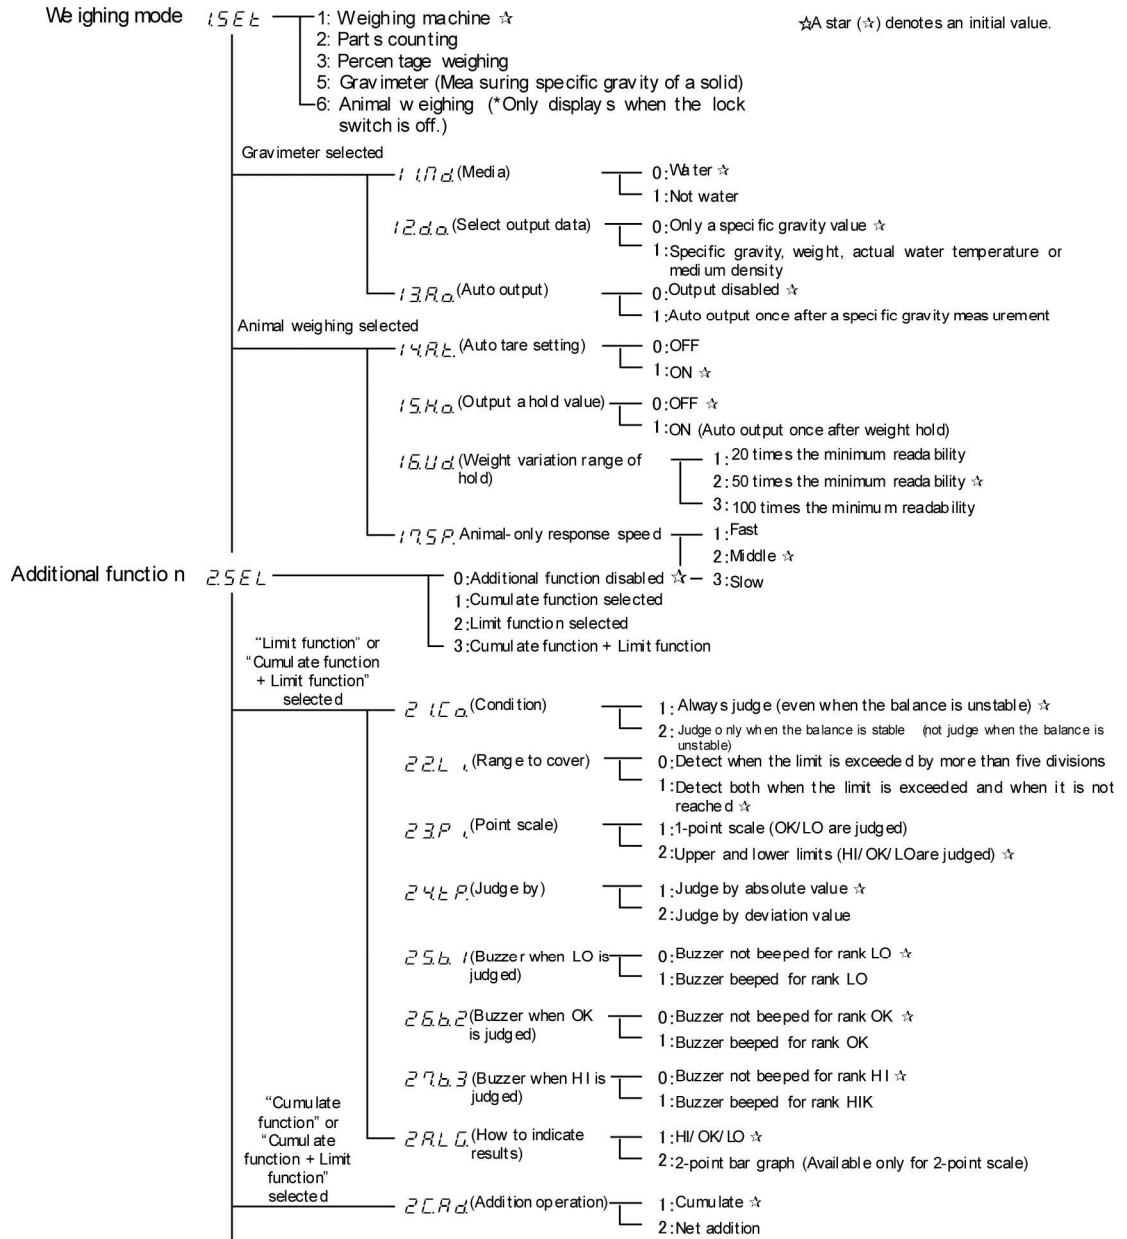 Weighing mode 1.SEt 1: Weighing machine ☆
☆A star (☆) denotes an initial value.
2: Parts counting
3: Percentage weighing
5: Gravimeter (Measuring specific gravity of a solid)
6: Animal weighing (*Only displays when the lock
switch is off.)
Gravimeter selected
11.Md.(Media) 0:Water ☆
1:Not water
12.d.o.(Select output data) 0:Only a specific gravity value ☆
1:Specific gravity, weight, actual water temperature or
medium density
13.A.o.(Auto output) 0:Output disabled ☆
1:Auto output once after a specific gravity measurement
Animal weighing selected
14.A.t.(Auto tare setting) 0:OFF
1:ON ☆
15.H.o.(Output a hold value) 0:OFF ☆
1:ON (Auto output once after weight hold)
16.U.d.(Weight variation range of
hold)
1:20 times the minimum readability
2:50 times the minimum readability ☆
3:100 times the minimum readability
17.S.P. Animal-only response speed 1:Fast
2:Middle ☆
3:Slow
Additional function 2.SEL 0:Additional function disabled ☆
1:Cumulate function selected
2:Limit function selected
3:Cumulate function + Limit function
“Limit function” or
“Cumulate function
+ Limit function”
selected
21.C.o.(Condition) 1: Always judge (even when the balance is unstable) ☆
2: Judge only when the balance is stable (not judge when the balance is
unstable)
22.L i.(Range to cover) 0:Detect when the limit is exceeded by more than five divisions
1:Detect both when the limit is exceeded and when it is not
reached ☆
23.P i.(Point scale) 1:1-point scale (OK/LO are judged)
2:Upper and lower limits (HI/OK/LOare judged) ☆
24.t P.(Judge by) 1:Judge by absolute value ☆
2:Judge by deviation value
25.b. 1(Buzzer when LO is
judged)
0:Buzzer not beeped for rank LO ☆
1:Buzzer beeped for rank LO
26.b.2(Buzzer when OK
is judged)
0:Buzzer not beeped for rank OK ☆
1:Buzzer beeped for rank OK
27.b.3(Buzzer when HI is
judged)
0:Buzzer not beeped for rank HI ☆
1:Buzzer beeped for rank HIK
2A.L.G.(How to indicate
results)
1:HI/OK/LO ☆
2:2-point bar graph (Available only for 2-point scale)
“Cumulate
function” or
“Cumulate
function + Limit
function”
selected
2C.A.d.(Addition operation) 1:Cumulate ☆
2:Net addition